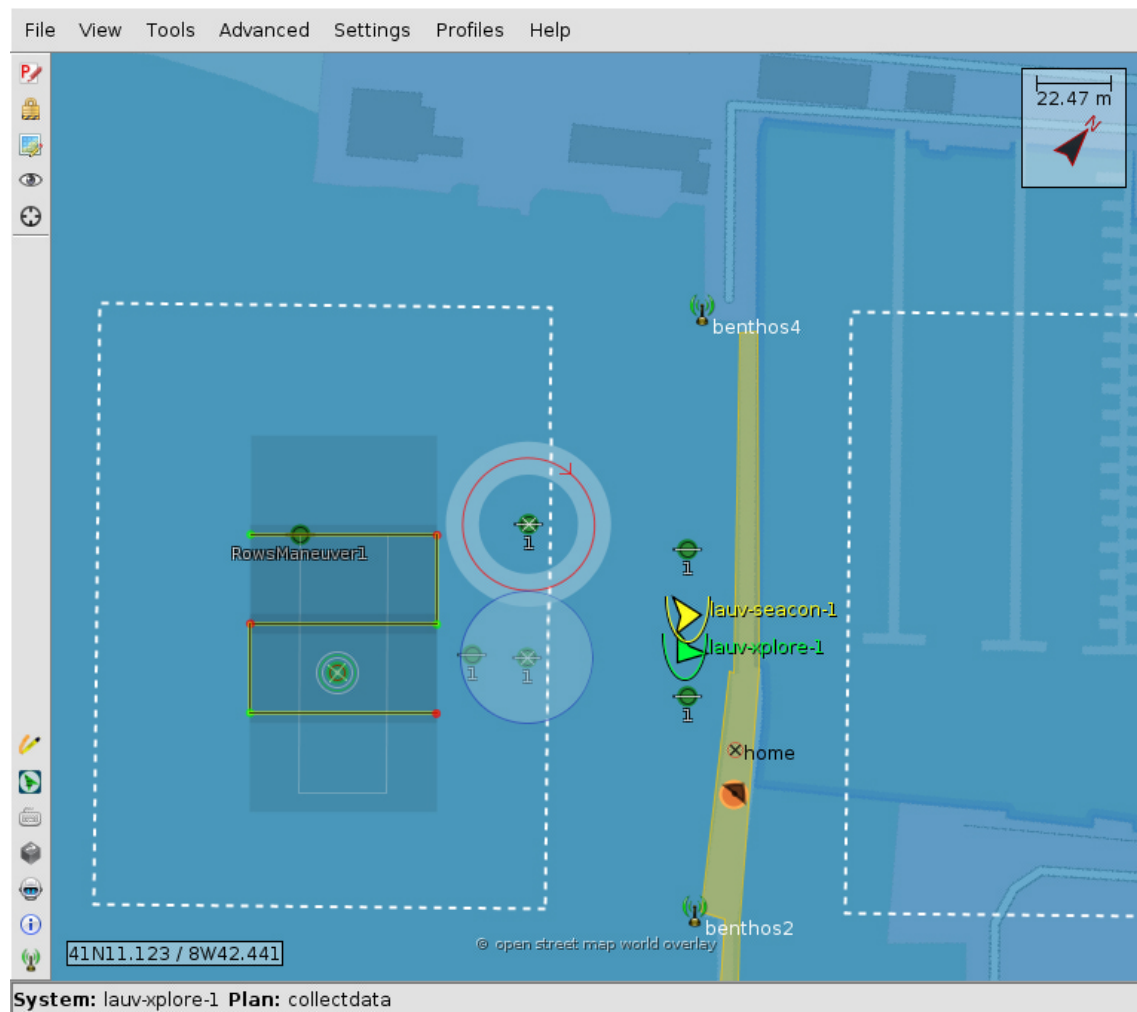 File View Tools Advanced Settings Profiles Help
22.47 m
N
benthos4
RowsManeuver1
1
1
lauv-seacon-1
lauv-xplore-1
1
1
1
home
benthos2
© open street map world overlay
41N11.123 / 8W42.441
System: lauv-xplore-1 Plan: collectdata